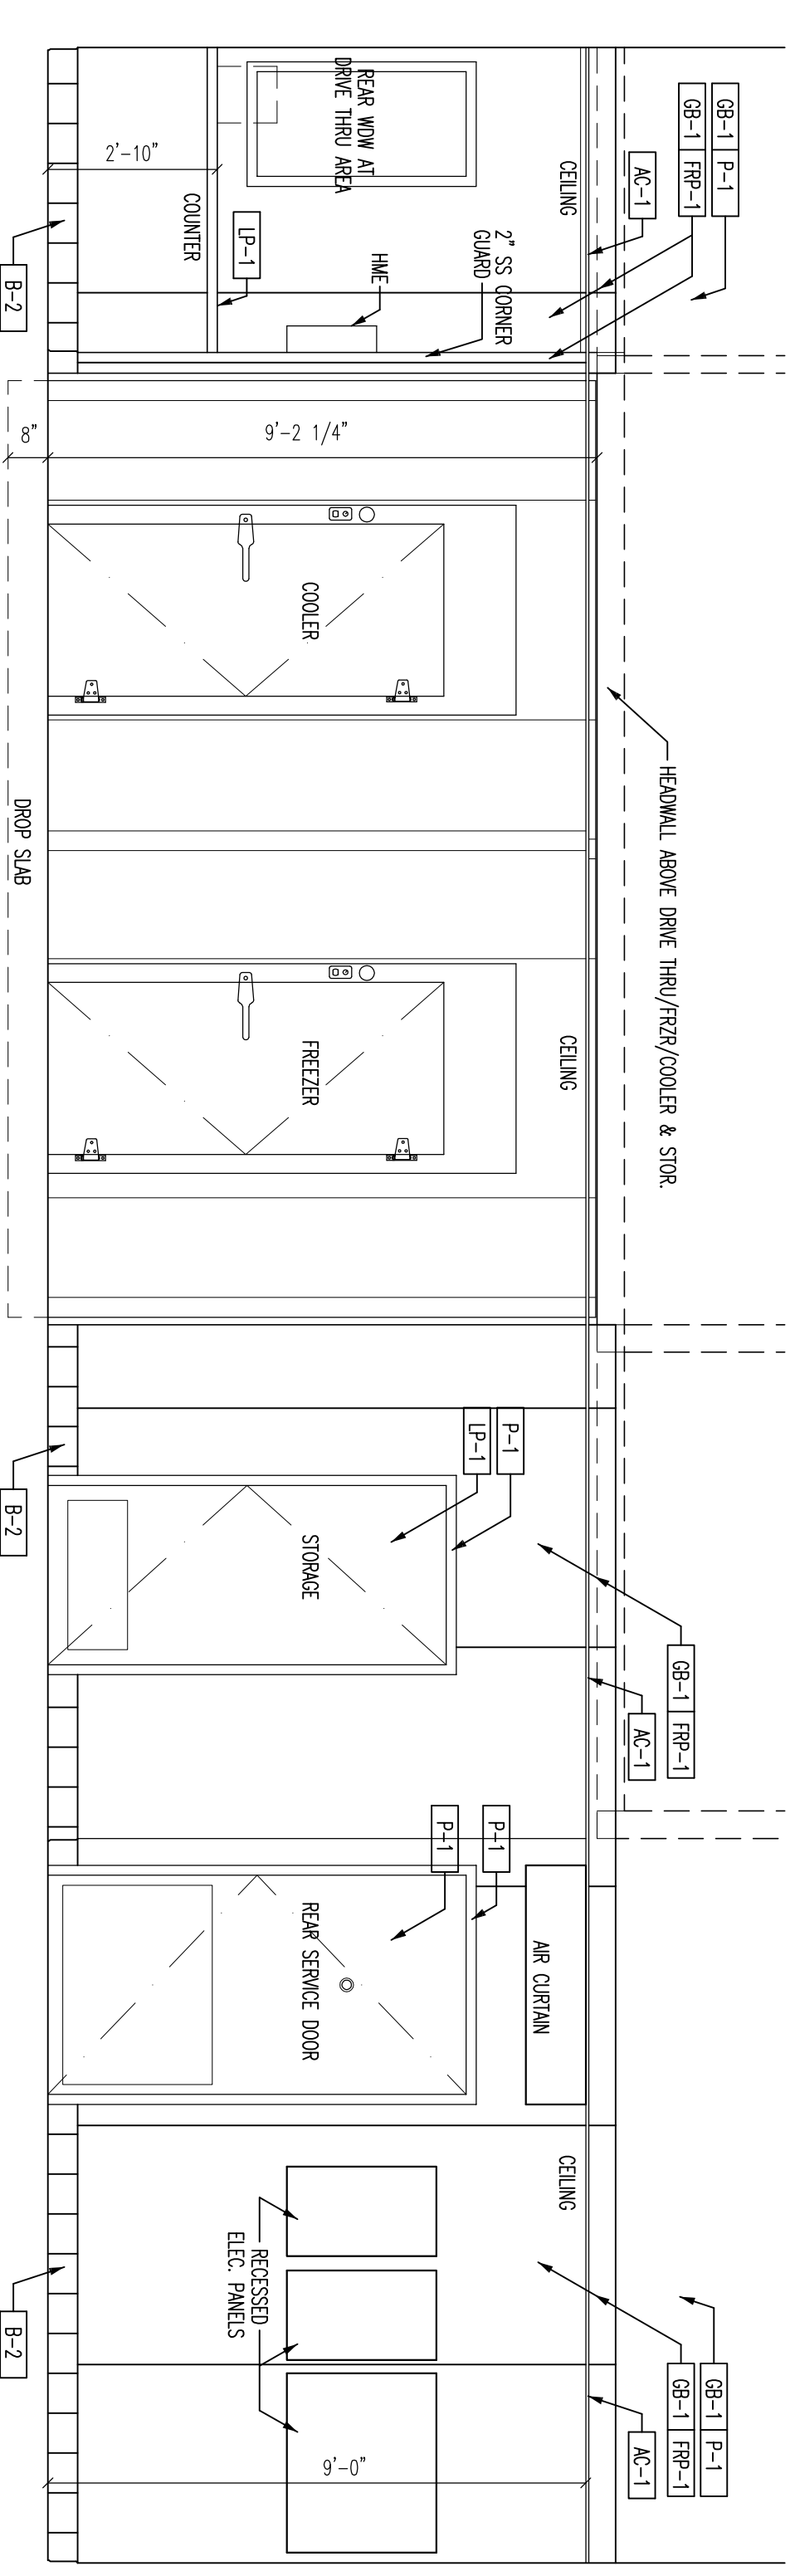 GB-1 P-1
GB-1 FRP-1
AC-1
CEILING
REAR WDW AT
DRIVE THRU AREA
2'-10"
COUNTER
LP-1
HME
2" SS CORNER
GUARD
B-2
HEADWALL ABOVE DRIVE THRU/FRZR/COOLER & STOR.
9'-2 1/4"
8"
COOLER
DROP SLAB
CEILING
FREEZER
P-1
LP-1
STORAGE
B-2
GB-1 FRP-1
AC-1
P-1
P-1
AIR CURTAIN
REAR SERVICE DOOR
CEILING
RECESSED
ELEC. PANELS
GB-1 P-1
GB-1 FRP-1
AC-1
9'-0"
B-2